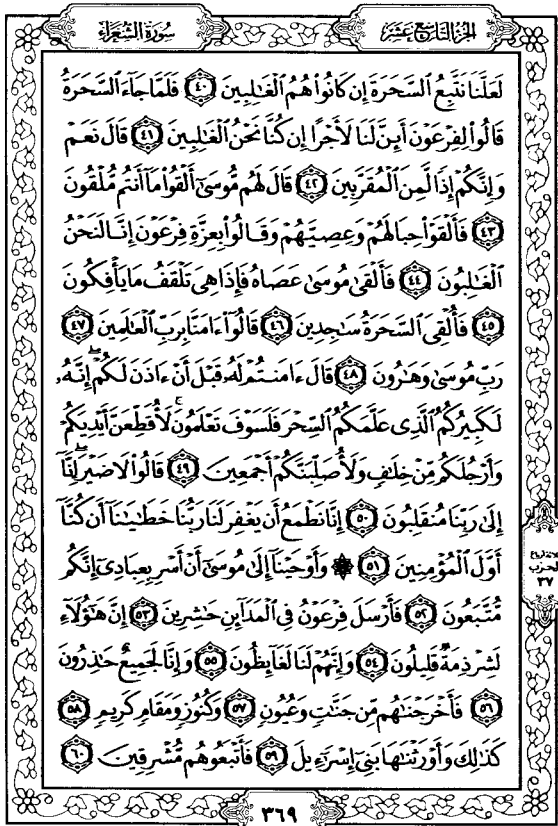 الجزء التاسع عشر
سورة الشعراء
لَعَلَّنَا نَتَّبِعُ ٱلسَّحَرَةَ إِن كَانُوا۟ هُمُ ٱلْغَٰلِبِينَ ٤٠ فَلَمَّا جَآءَ ٱلسَّحَرَةُ
قَالُوا۟ لِفِرْعَوْنَ أَئِنَّ لَنَا لَأَجْرًا إِن كُنَّا نَحْنُ ٱلْغَٰلِبِينَ ٤١ قَالَ نَعَمْ
وَإِنَّكُمْ إِذًا لَّمِنَ ٱلْمُقَرَّبِينَ ٤٢ قَالَ لَهُم مُّوسَىٰٓ أَلْقُوا۟ مَآ أَنتُم مُّلْقُونَ
٤٣ فَأَلْقَوْا۟ حِبَالَهُمْ وَعِصِيَّهُمْ وَقَالُوا۟ بِعِزَّةِ فِرْعَوْنَ إِنَّا لَنَحْنُ
ٱلْغَٰلِبُونَ ٤٤ فَأَلْقَىٰ مُوسَىٰ عَصَاهُ فَإِذَا هِىَ تَلْقَفُ مَا يَأْفِكُونَ
٤٥ فَأُلْقِىَ ٱلسَّحَرَةُ سَٰجِدِينَ ٤٦ قَالُوٓا۟ ءَامَنَّا بِرَبِّ ٱلْعَٰلَمِينَ ٤٧
رَبِّ مُوسَىٰ وَهَٰرُونَ ٤٨ قَالَ ءَامَنتُمْ لَهُۥ قَبْلَ أَنْ ءَاذَنَ لَكُمْ ۖ إِنَّهُۥ
لَكَبِيرُكُمُ ٱلَّذِى عَلَّمَكُمُ ٱلسِّحْرَ فَلَسَوْفَ تَعْلَمُونَ ۚ لَأُقَطِّعَنَّ أَيْدِيَكُمْ
وَأَرْجُلَكُم مِّنْ خِلَٰفٍ وَلَأُصَلِّبَنَّكُمْ أَجْمَعِينَ ٤٩ قَالُوا۟ لَا ضَيْرَ ۖ إِنَّآ
إِلَىٰ رَبِّنَا مُنقَلِبُونَ ٥٠ إِنَّا نَطْمَعُ أَن يَغْفِرَ لَنَا رَبُّنَا خَطَٰيَٰنَآ أَن كُنَّآ
أَوَّلَ ٱلْمُؤْمِنِينَ ٥١ ۞ وَأَوْحَيْنَآ إِلَىٰ مُوسَىٰٓ أَنْ أَسْرِ بِعِبَادِىٓ إِنَّكُم
مُّتَّبَعُونَ ٥٢ فَأَرْسَلَ فِرْعَوْنُ فِى ٱلْمَدَآئِنِ حَٰشِرِينَ ٥٣ إِنَّ هَٰٓؤُلَآءِ
لَشِرْذِمَةٌ قَلِيلُونَ ٥٤ وَإِنَّهُمْ لَنَا لَغَآئِظُونَ ٥٥ وَإِنَّا لَجَمِيعٌ حَٰذِرُونَ
٥٦ فَأَخْرَجْنَٰهُم مِّن جَنَّٰتٍ وَعُيُونٍ ٥٧ وَكُنُوزٍ وَمَقَامٍ كَرِيمٍ ٥٨
كَذَٰلِكَ وَأَوْرَثْنَٰهَا بَنِىٓ إِسْرَٰٓءِيلَ ٥٩ فَأَتْبَعُوهُم مُّشْرِقِينَ ٦٠
الحزب
٣٧
٣٦٩